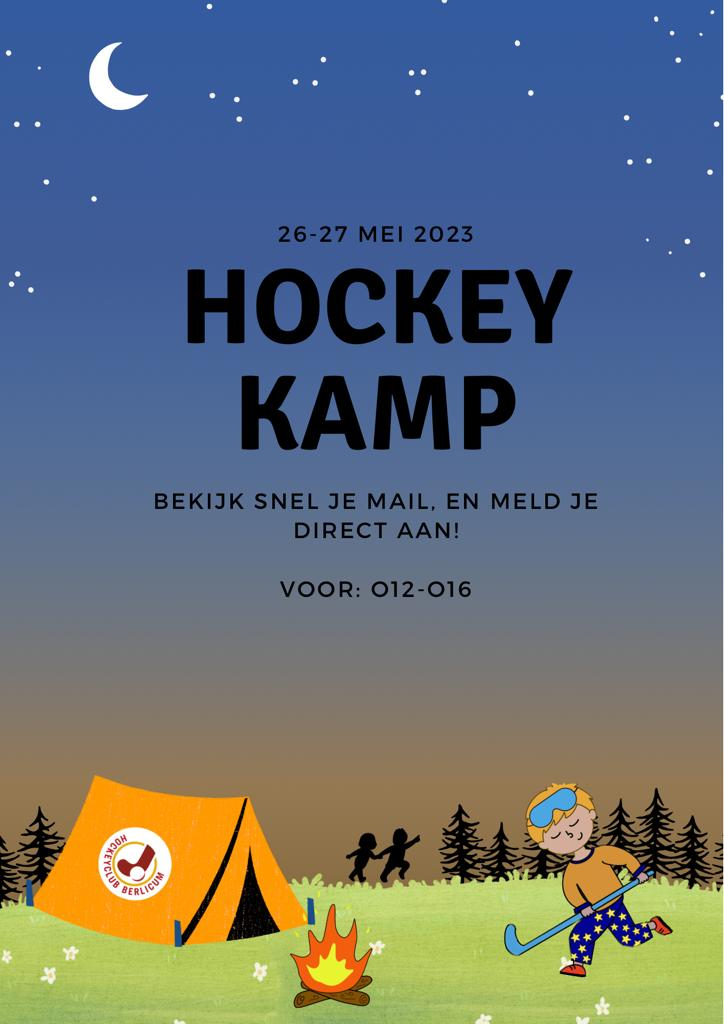 26-27 MEI 2023
HOCKEY
KAMP
BEKIJK SNEL JE MAIL, EN MELD JE
DIRECT AAN!
VOOR: O12-O16
HOCKEYCLUB BERLICUM